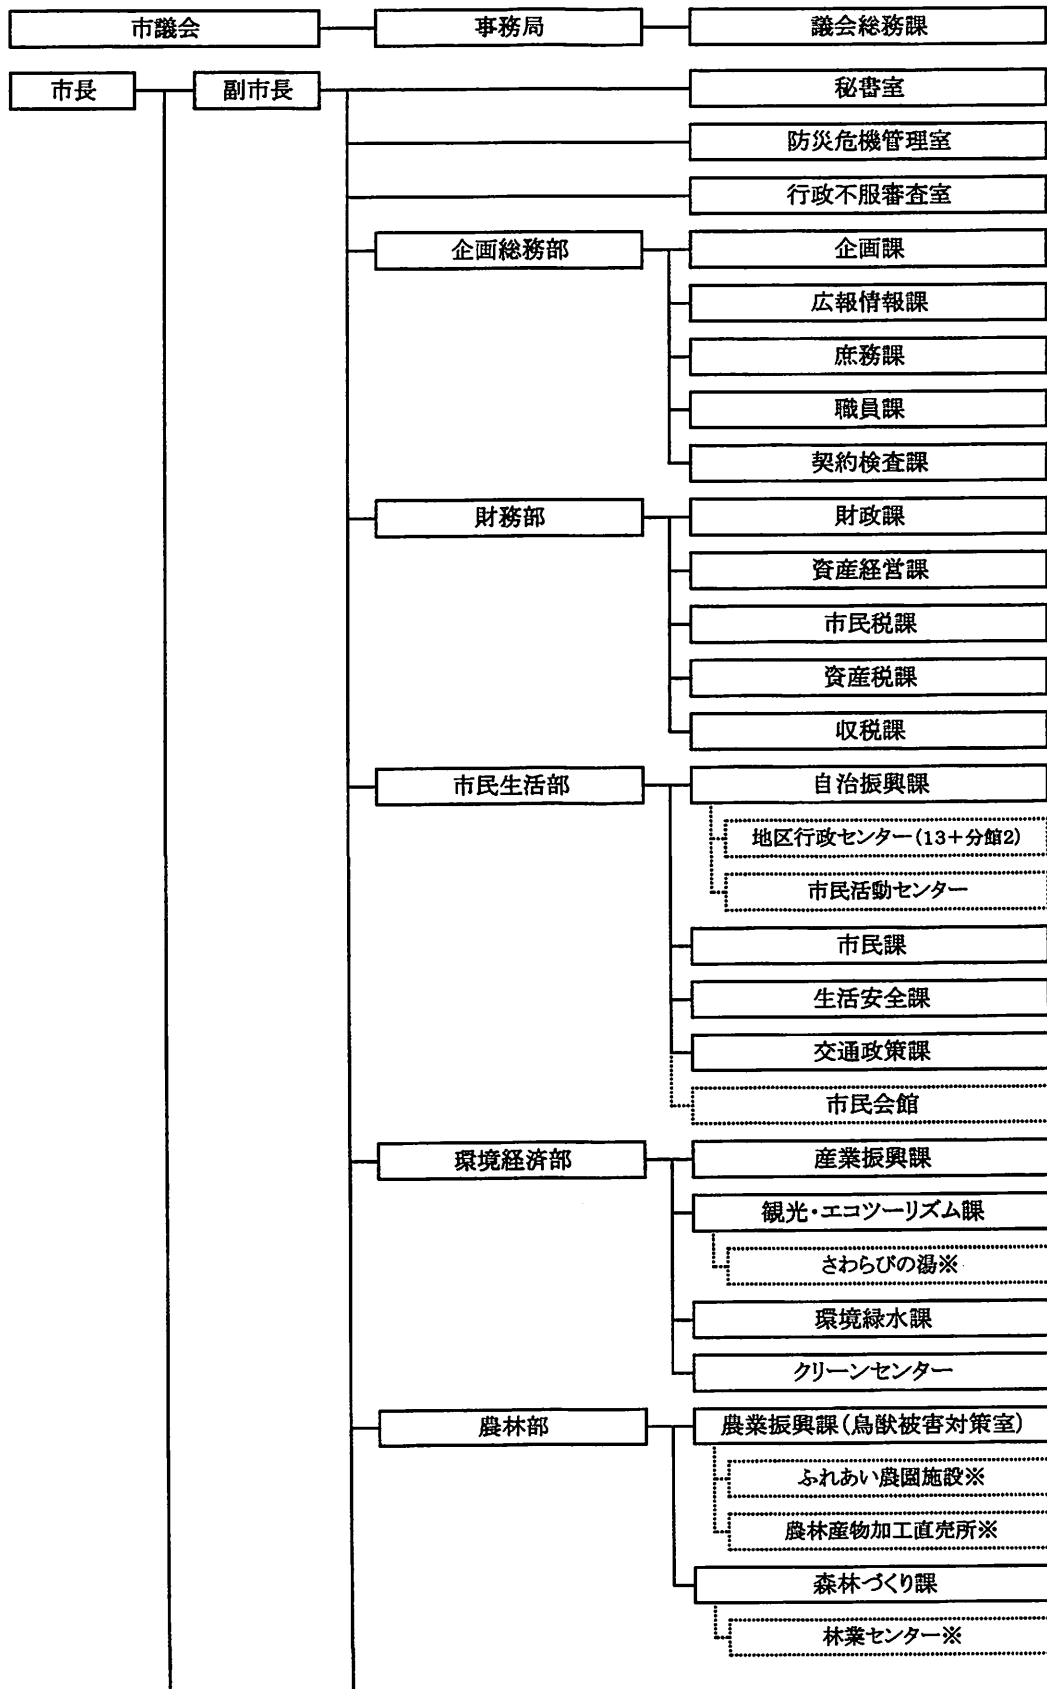 市議会 事務局 議会総務課
市長 副市長 秘書室
防災危機管理室
行政不服審査室
企画総務部 企画課
広報情報課
庶務課
職員課
契約検査課
財務部 財政課
資産経営課
市民税課
資産税課
収税課
市民生活部 自治振興課
地区行政センター(13+分館2)
市民活動センター
市民課
生活安全課
交通政策課
市民会館
環境経済部 産業振興課
観光・エコツーリズム課
さわらびの湯※
環境緑水課
クリーンセンター
農林部 農業振興課(鳥獣被害対策室)
ふれあい農園施設※
農林産物加工直売所※
森林づくり課
林業センター※